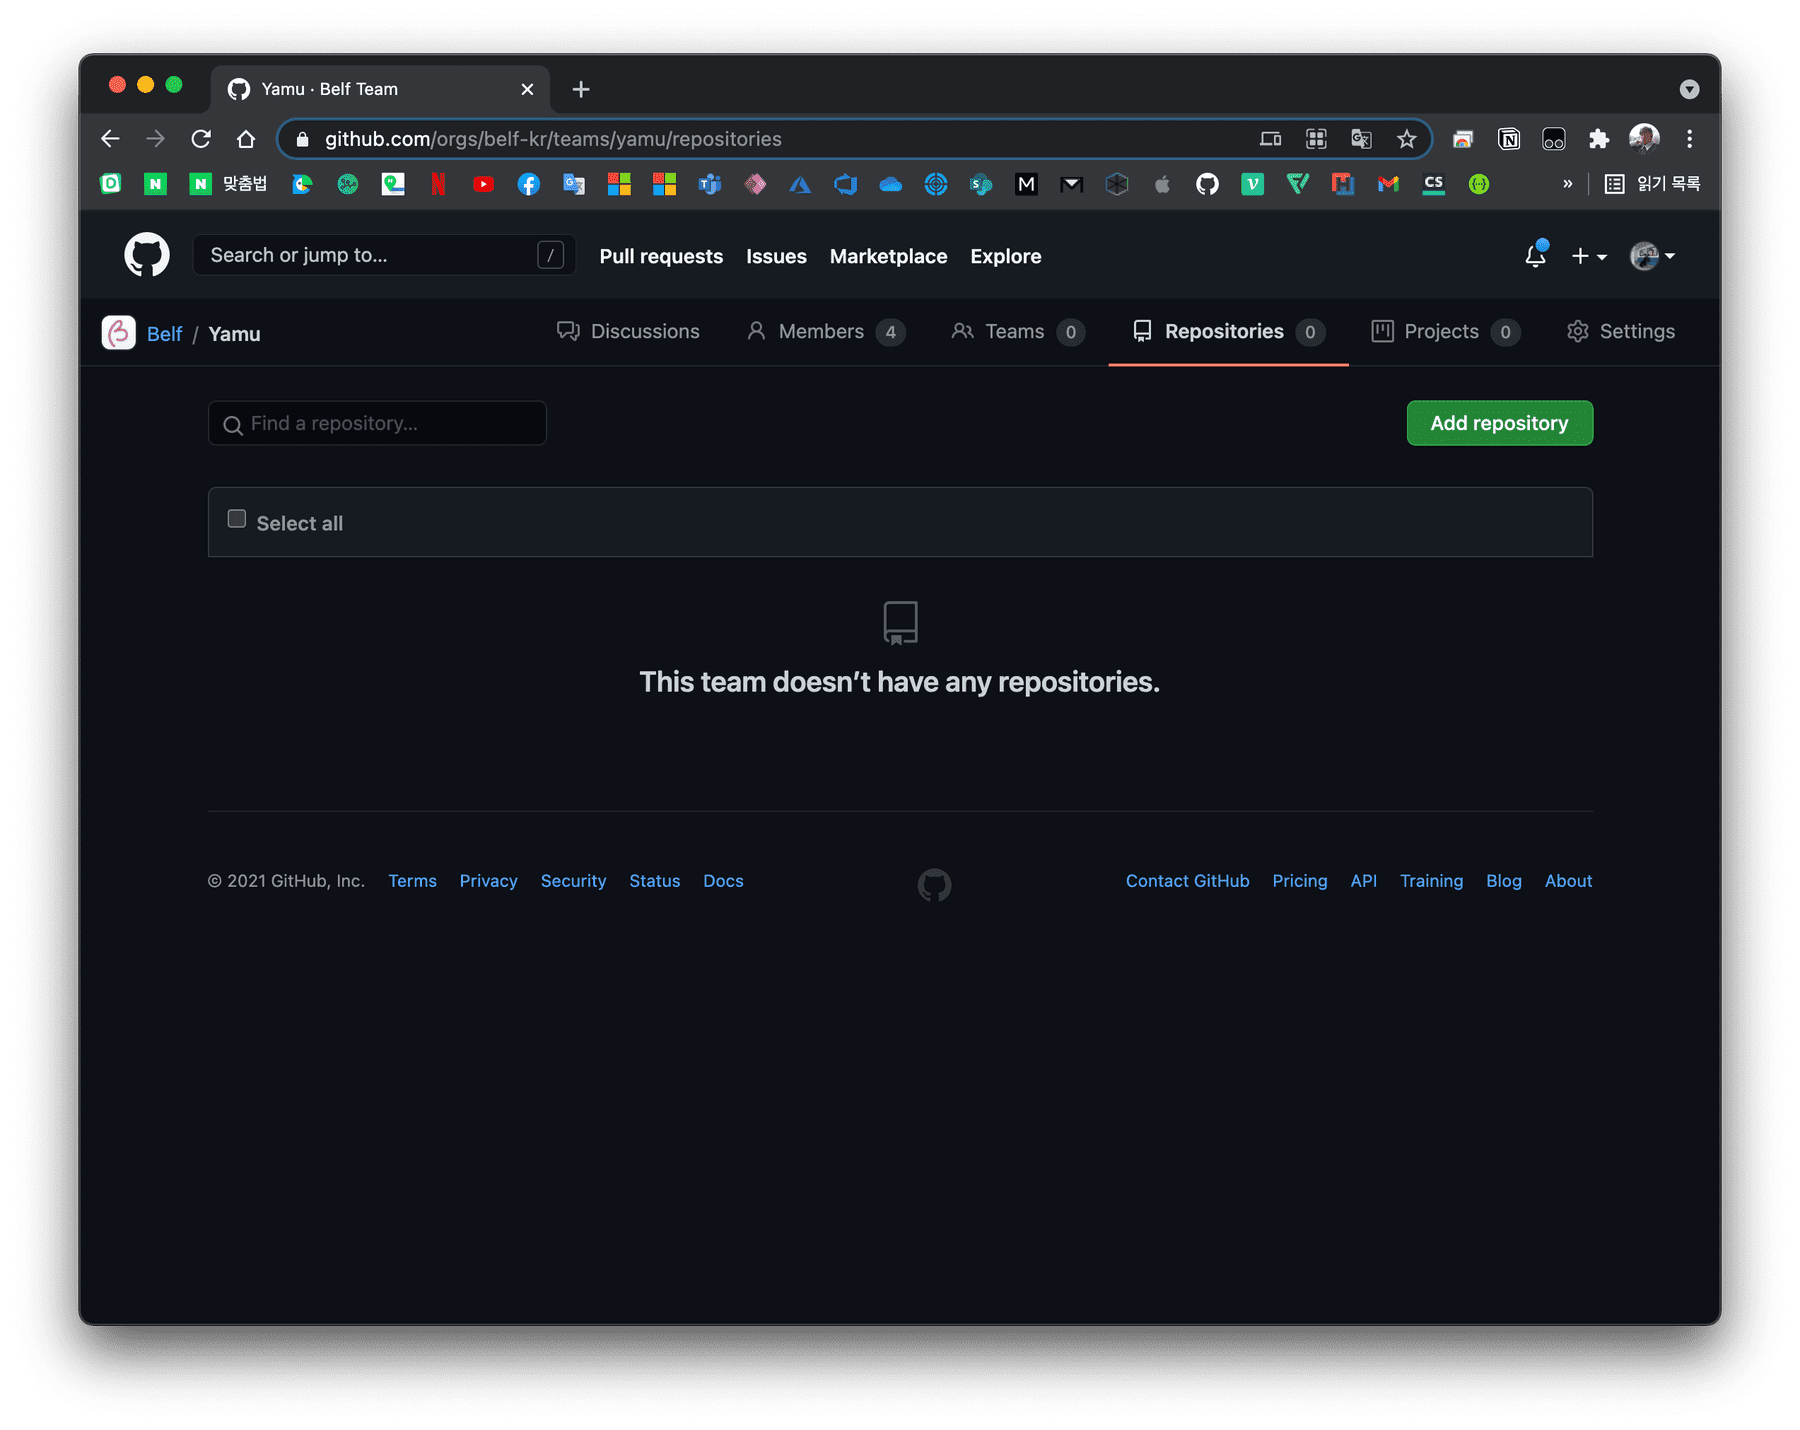 Yamu · Belf Team
github.com/orgs/belf-kr/teams/yamu/repositories
맞춤법
CS
»
읽기 목록
Search or jump to...
/
Pull requests
Issues
Marketplace
Explore
Belf / Yamu
Discussions
Members 4
Teams 0
Repositories 0
Projects 0
Settings
Find a repository...
Add repository
Select all
This team doesn’t have any repositories.
© 2021 GitHub, Inc.
Terms
Privacy
Security
Status
Docs
Contact GitHub
Pricing
API
Training
Blog
About